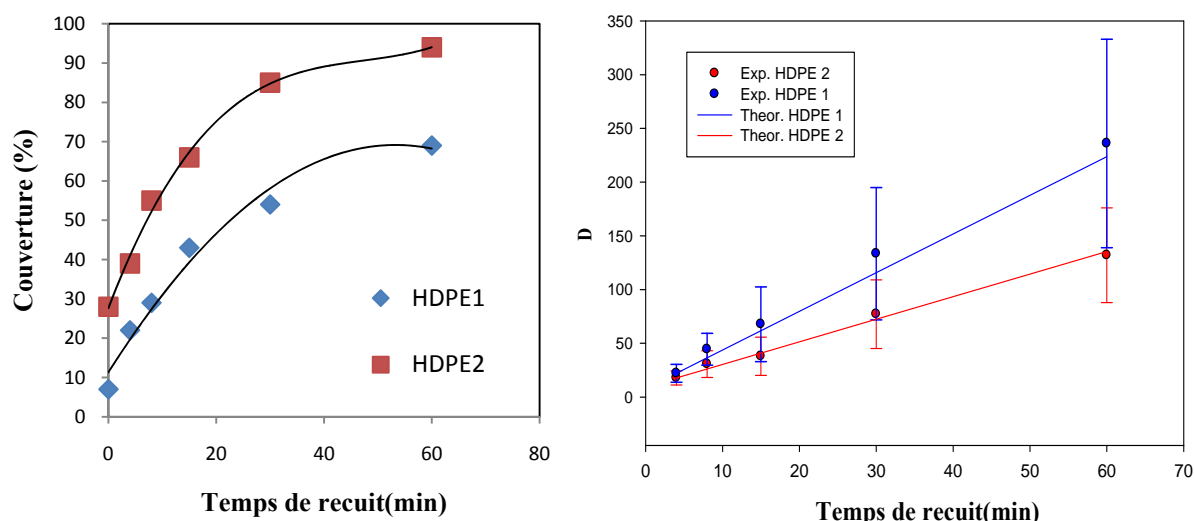 Couverture (%)
100
90
80
70
60
50
40
30
20
10
0
HDPE1
HDPE2
0 20 40 60 80
Temps de recuit(min)
D
350
300
250
200
150
100
50
0
Exp. HDPE 2
Exp. HDPE 1
Theor. HDPE 1
Theor. HDPE 2
0 10 20 30 40 50 60 70
Temps de recuit(min)